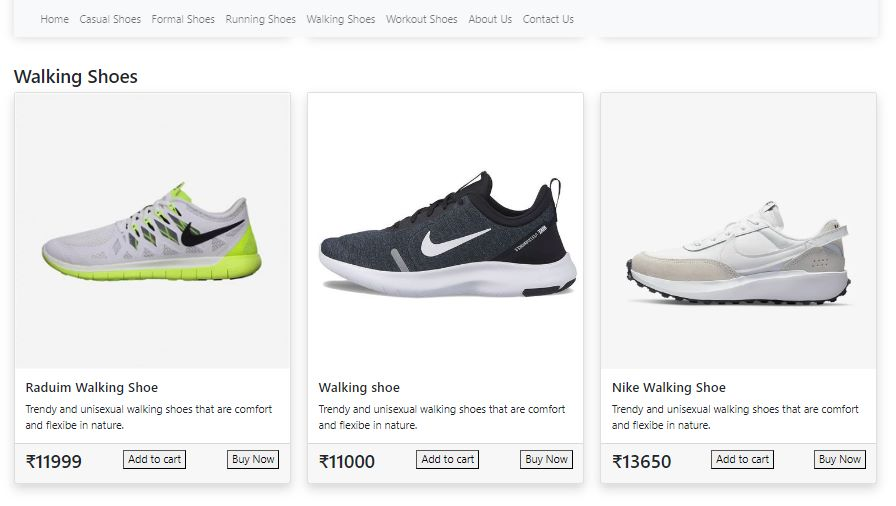 Home Casual Shoes Formal Shoes Running Shoes Walking Shoes Workout Shoes About Us Contact Us
Walking Shoes
Raduim Walking Shoe
Trendy and unisexual walking shoes that are comfort
and flexibe in nature.
₹11999 Add to cart Buy Now
Walking shoe
Trendy and unisexual walking shoes that are comfort
and flexibe in nature.
₹11000 Add to cart Buy Now
Nike Walking Shoe
Trendy and unisexual walking shoes that are comfort
and flexibe in nature.
₹13650 Add to cart Buy Now